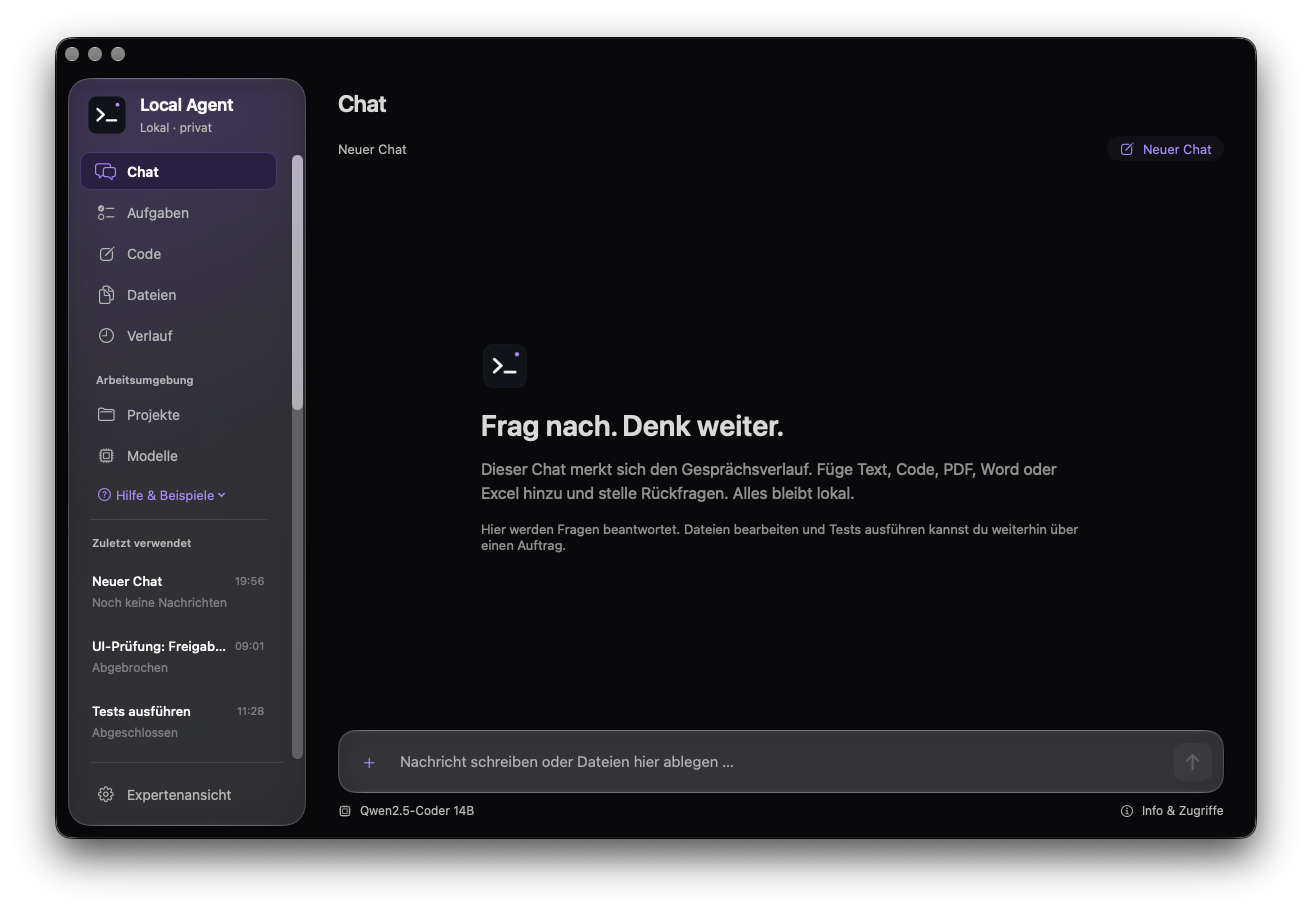 Local Agent
Lokal · privat
Chat
Aufgaben
Code
Dateien
Verlauf
Arbeitsumgebung
Projekte
Modelle
Hilfe & Beispiele
Zuletzt verwendet
Neuer Chat 19:56
Noch keine Nachrichten
UI-Prüfung: Freigab... 09:01
Abgebrochen
Tests ausführen 11:28
Abgeschlossen
Expertenansicht
Chat
Neuer Chat
Neuer Chat
Frag nach. Denk weiter.
Dieser Chat merkt sich den Gesprächsverlauf. Füge Text, Code, PDF, Word oder
Excel hinzu und stelle Rückfragen. Alles bleibt lokal.
Hier werden Fragen beantwortet. Dateien bearbeiten und Tests ausführen kannst du weiterhin über
einen Auftrag.
Nachricht schreiben oder Dateien hier ablegen ...
Qwen2.5-Coder 14B
Info & Zugriffe